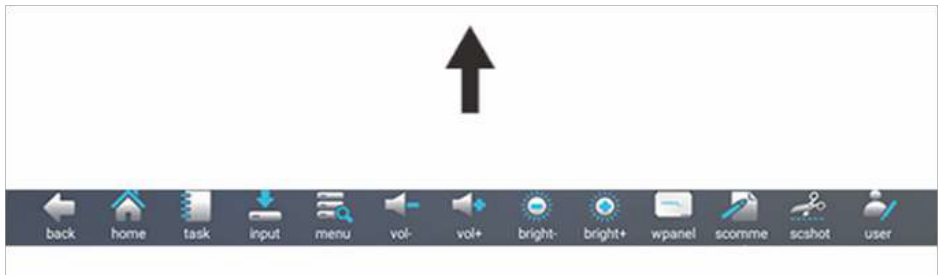 back home task input menu vol- vol+ bright- bright+ wpanel scomme scshot user